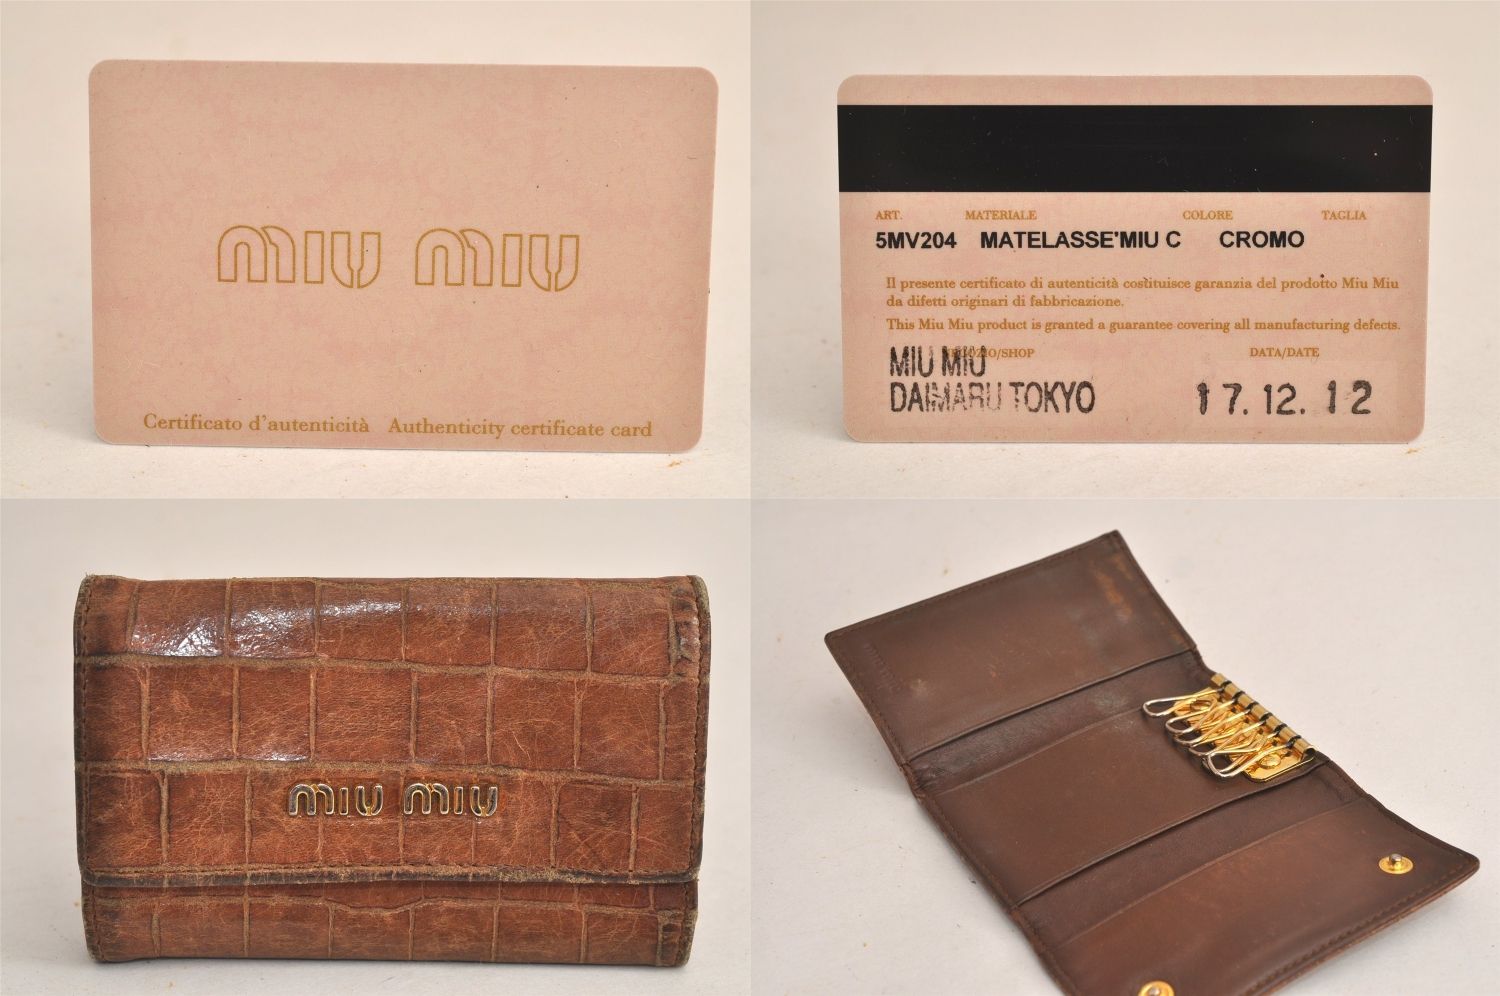 MIU MIU
Certificato d'autenticità Authenticity certificate card
ART. MATERIALE COLORE TAGLIA
5MV204 MATELASSE'MIU C CROMO
Il presente certificato di autenticità costituisce garanzia del prodotto Miu Miu
da difetti originari di fabbricazione.
This Miu Miu product is granted a guarantee covering all manufacturing defects.
/SHOP DATA/DATE
MIU MIU
DAIMARU TOKYO 17.12.12
MIU MIU